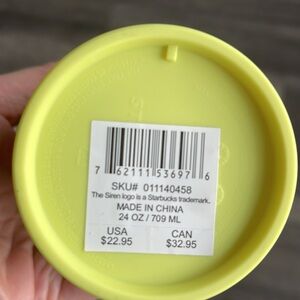 7 62111 53697 6
SKU# 011140458
The Siren logo is a Starbucks trademark.
MADE IN CHINA
24 OZ / 709 ML
USA CAN
$22.95 $32.95